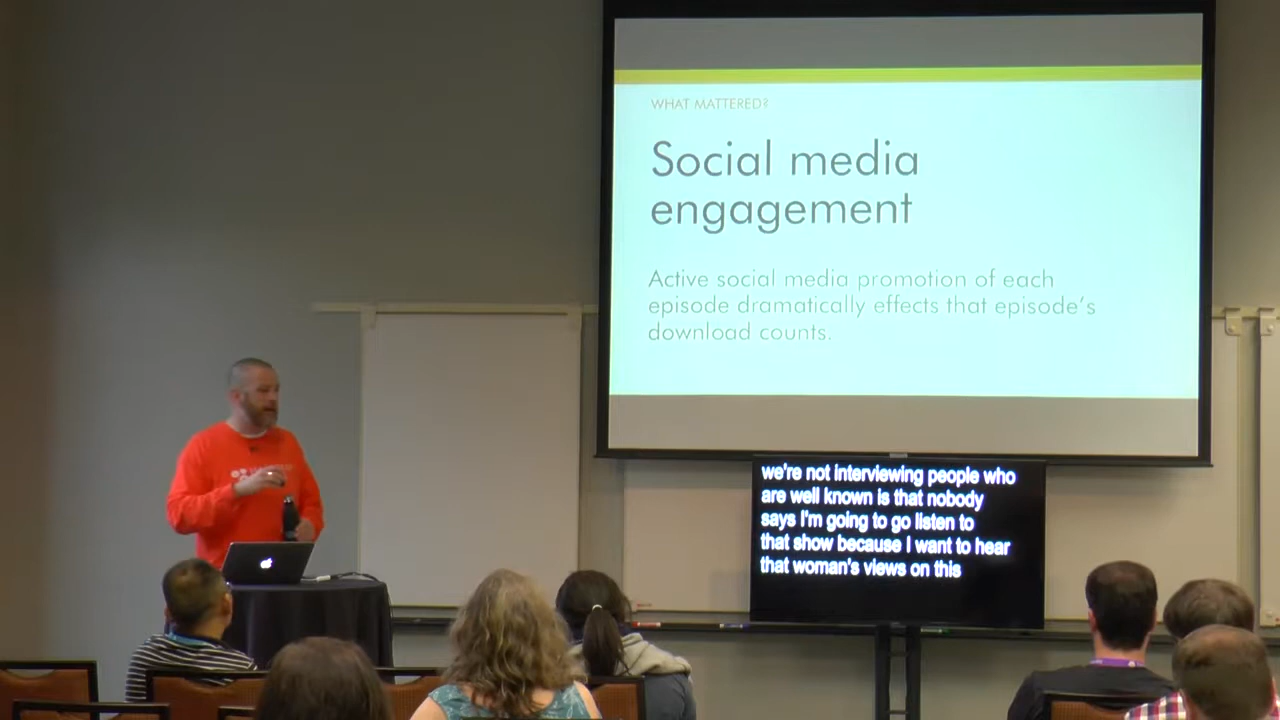 WHAT MATTERED?
Social media
engagement
Active social media promotion of each
episode dramatically effects that episode's
download counts.
we're not interviewing people who
are well known is that nobody
says I'm going to go listen to
that show because I want to hear
that woman's views on this